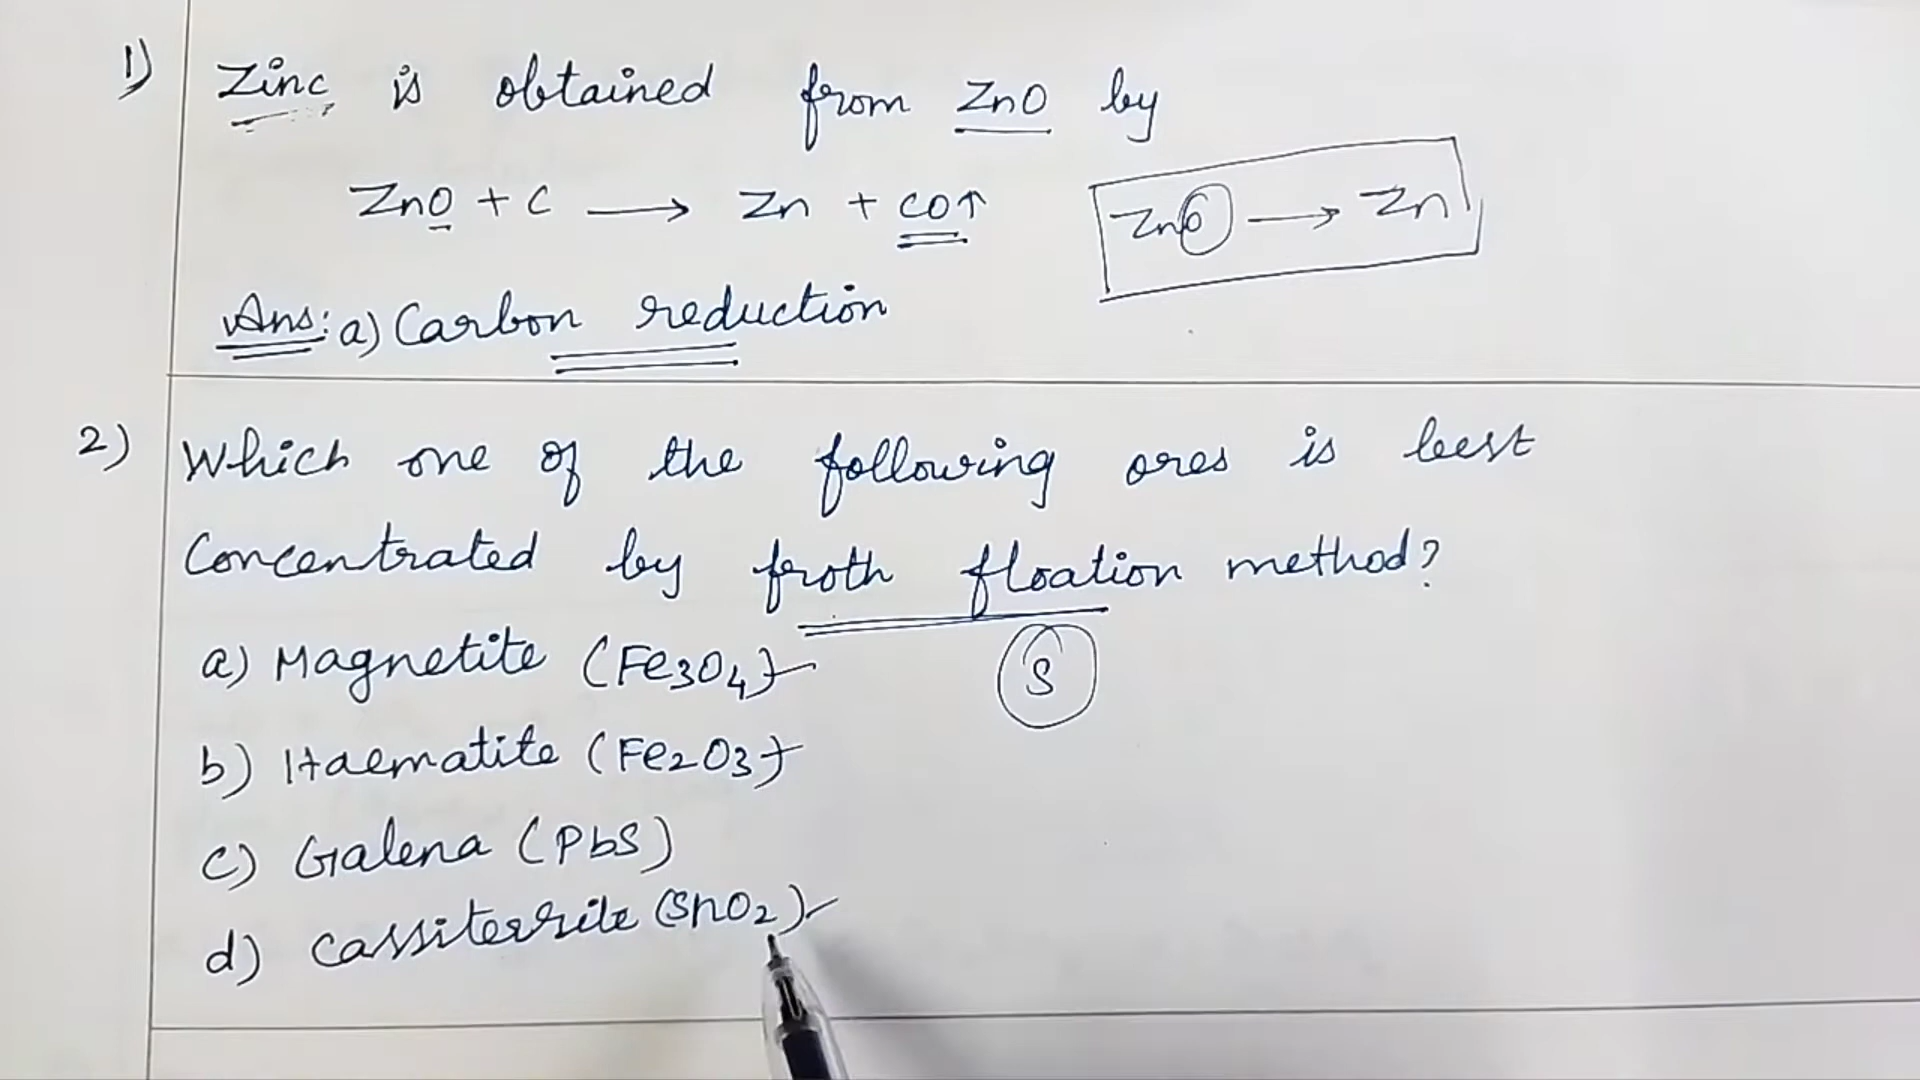 1) Zinc is obtained from ZnO by
ZnO + C → Zn + CO↑
ZnO → Zn
Ans: a) Carbon reduction
2) Which one of the following ores is best
Concentrated by froth floation method?
S
a) Magnetite (Fe3O4)
b) Haematite (Fe2O3)
c) Galena (PbS)
d) Cassiterite (SnO2)